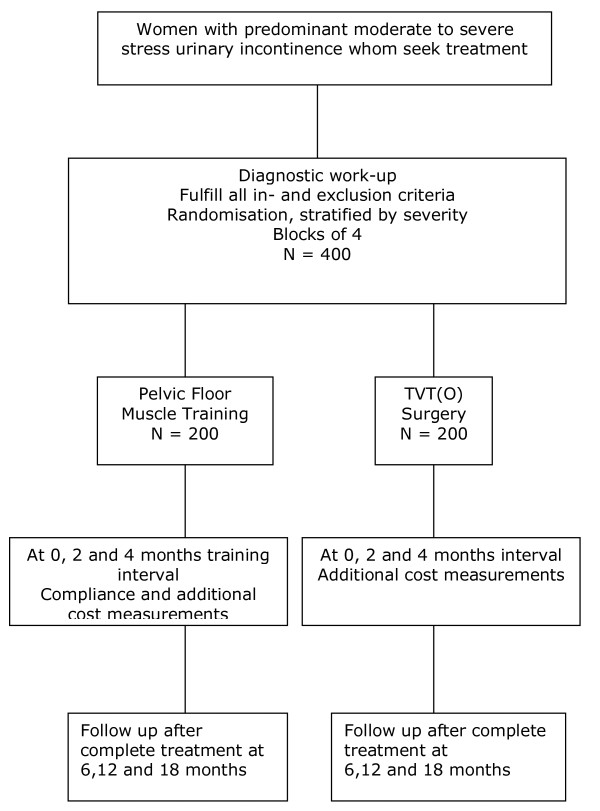 Women with predominant moderate to severe
stress urinary incontinence whom seek treatment
Diagnostic work-up
Fulfill all in- and exclusion criteria
Randomisation, stratified by severity
Blocks of 4
N = 400
Pelvic Floor
Muscle Training
N = 200
TVT(O)
Surgery
N = 200
At 0, 2 and 4 months training
interval
Compliance and additional
cost measurements
At 0, 2 and 4 months interval
Additional cost measurements
Follow up after
complete treatment at
6,12 and 18 months
Follow up after complete
treatment at
6,12 and 18 months